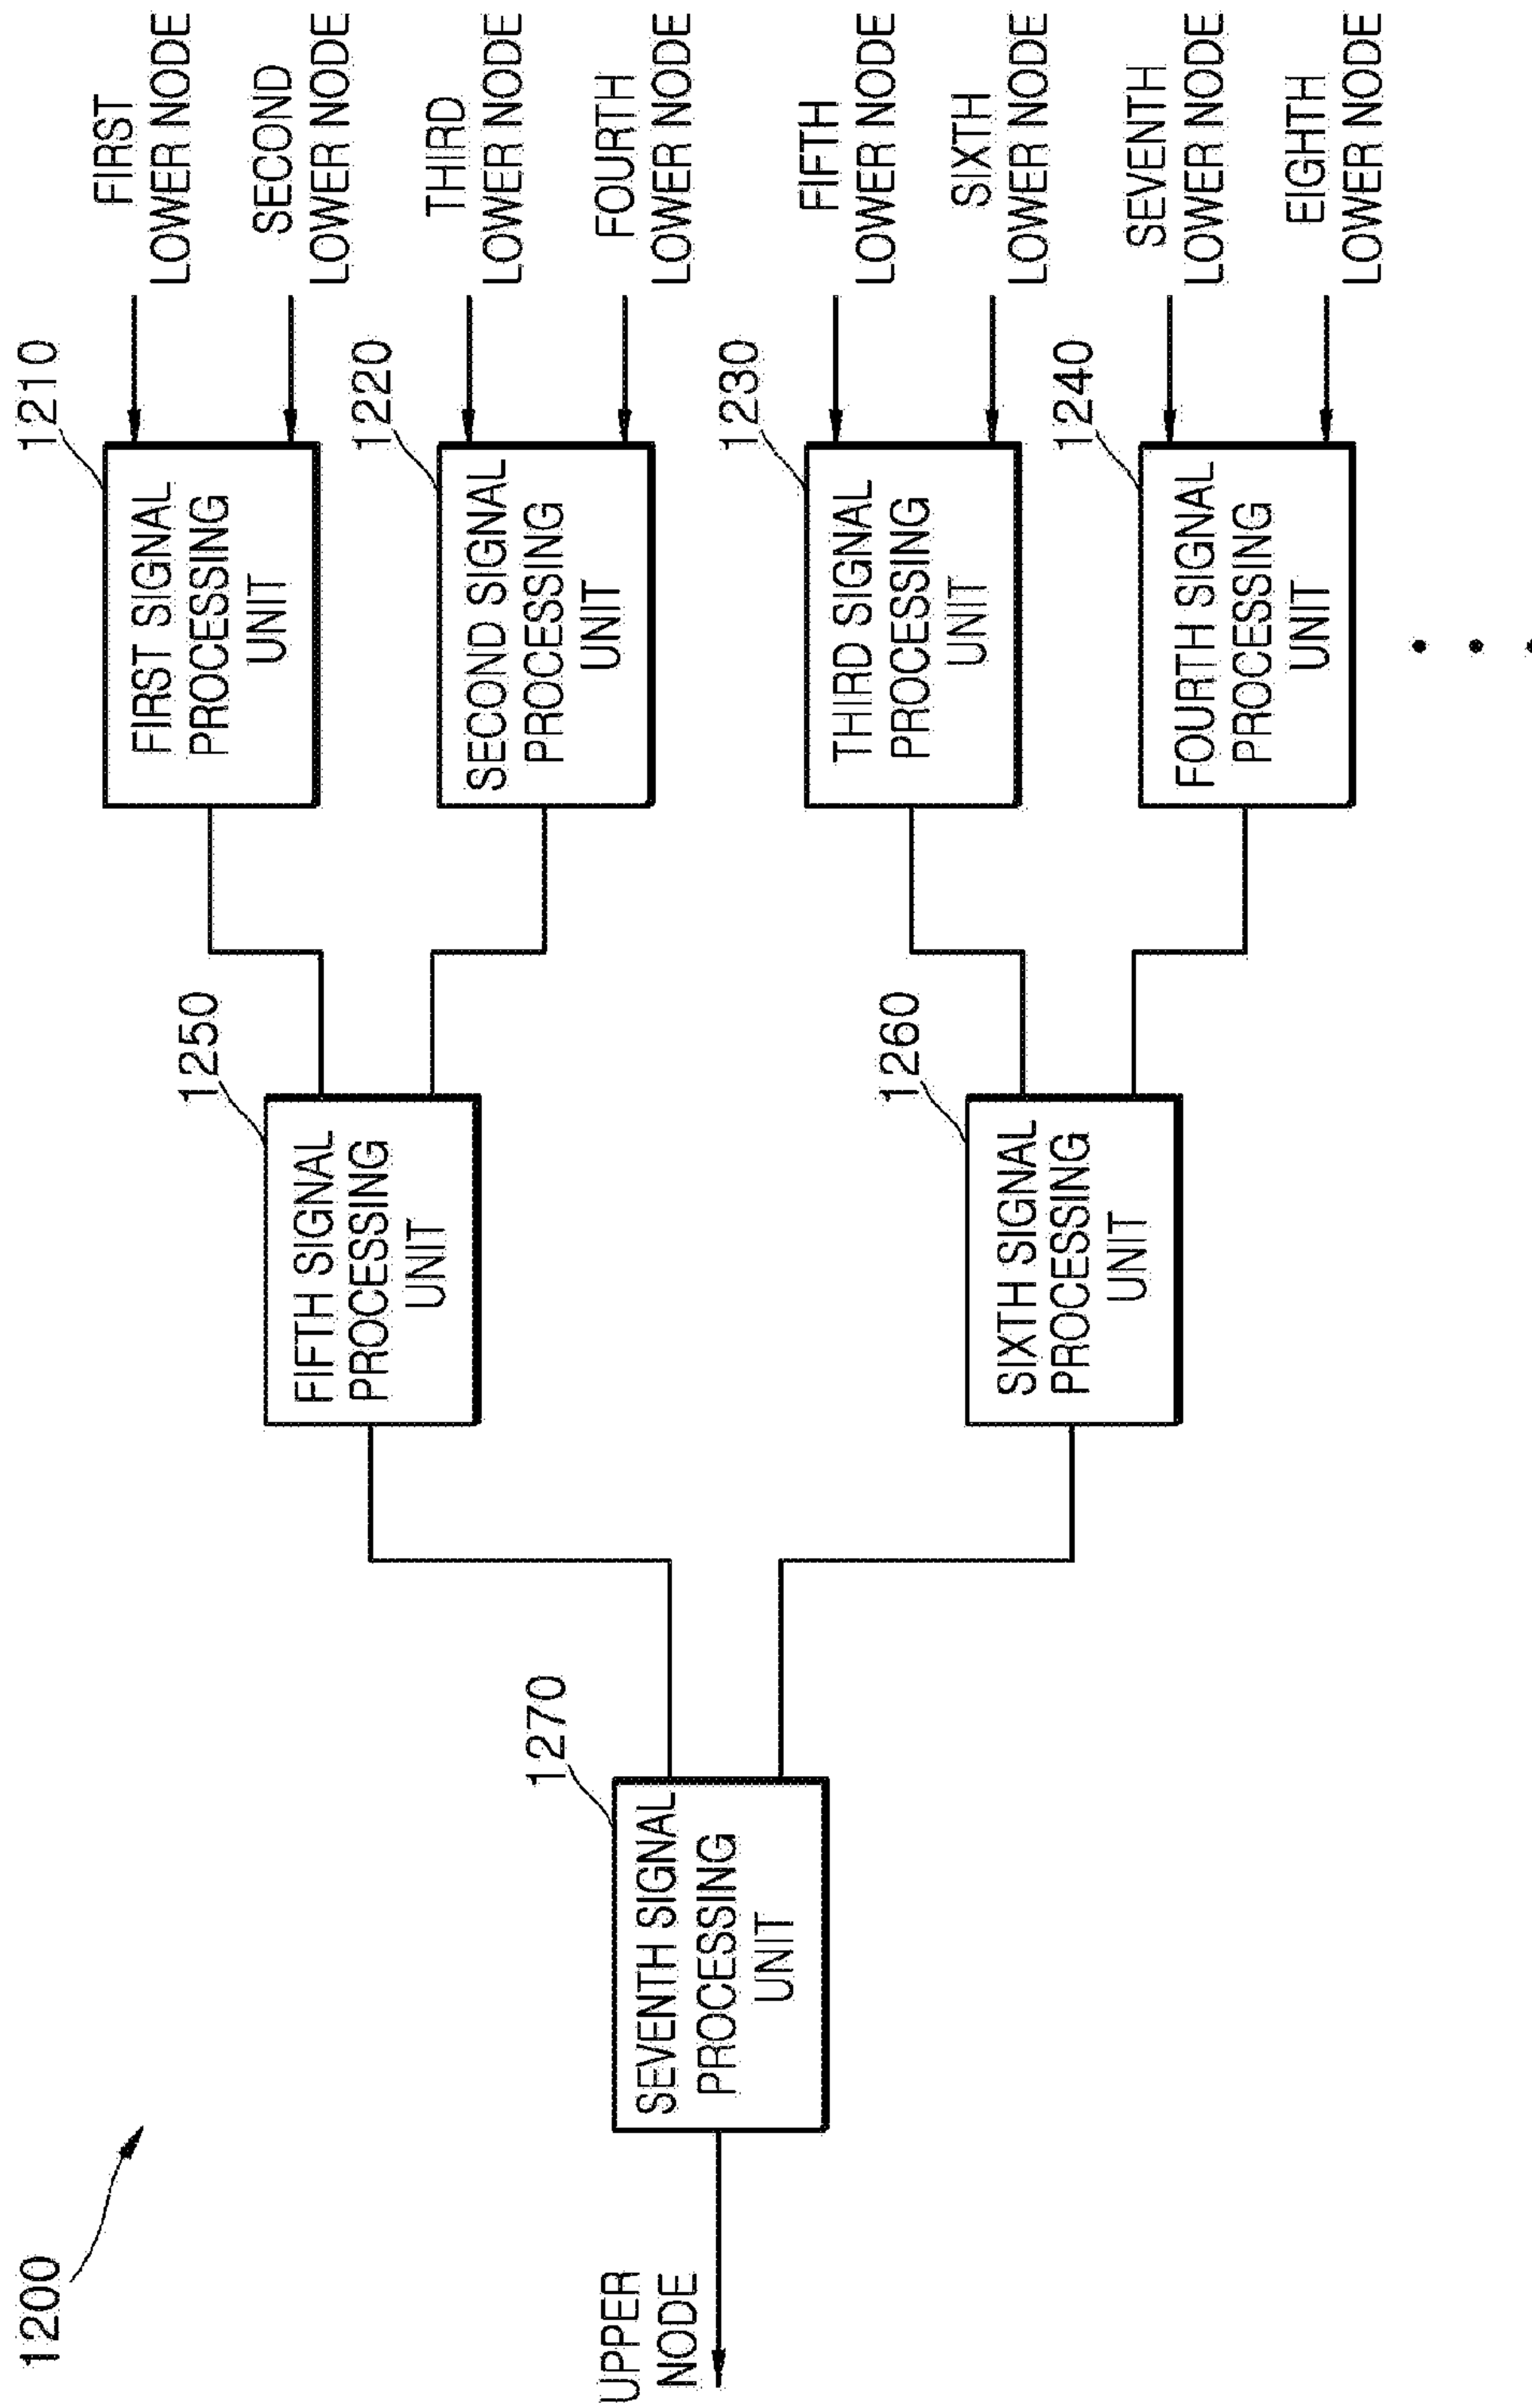 1200
UPPER
NODE
1270
SEVENTH SIGNAL
PROCESSING
UNIT
1250
FIFTH SIGNAL
PROCESSING
UNIT
1260
SIXTH SIGNAL
PROCESSING
UNIT
1210
FIRST SIGNAL
PROCESSING
UNIT
1220
SECOND SIGNAL
PROCESSING
UNIT
1230
THIRD SIGNAL
PROCESSING
UNIT
1240
FOURTH SIGNAL
PROCESSING
UNIT
FIRST
LOWER NODE
SECOND
LOWER NODE
THIRD
LOWER NODE
FOURTH
LOWER NODE
FIFTH
LOWER NODE
SIXTH
LOWER NODE
SEVENTH
LOWER NODE
EIGHTH
LOWER NODE